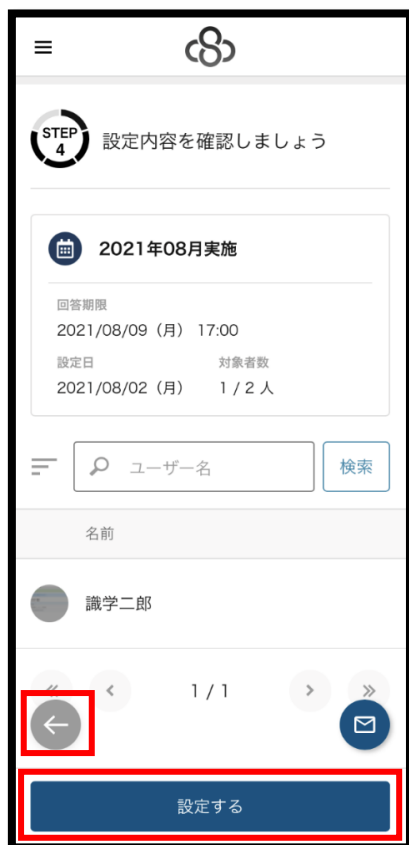 STEP
4
設定内容を確認しましょう
2021年08月実施
回答期限
2021/08/09（月） 17:00
設定日 対象者数
2021/08/02（月） 1 / 2 人
ユーザー名 検索
名前
識学二郎
« ‹ 1 / 1 › »
設定する